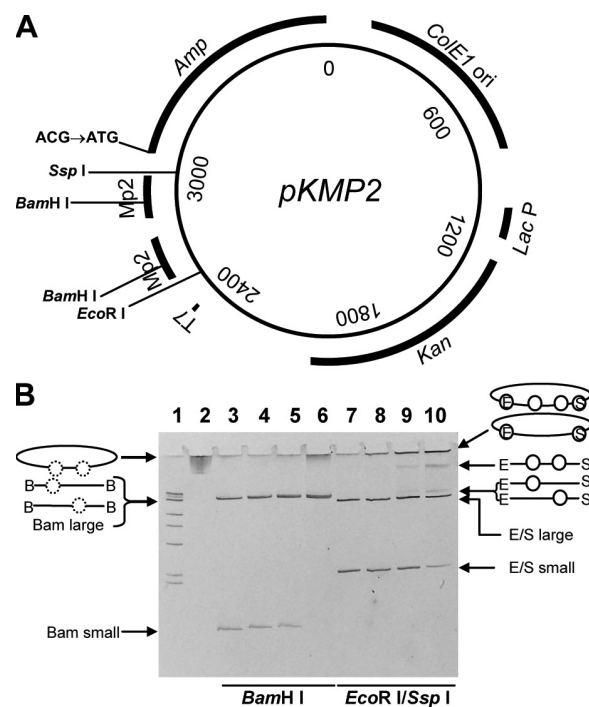 A
Amp
ColE1 ori
0
600
ACG→ATG
Ssp I
3000
pKMP2
Mp2
BamH I
1200
Lac P
Mp2
BamH I
EcoR I
2400
T7
1800
Kan
B
1 2 3 4 5 6 7 8 9 10
E S
E S
E S
B B
E S
B B
E S
Bam large
E/S large
E/S small
Bam small
BamH I EcoR I/Ssp I